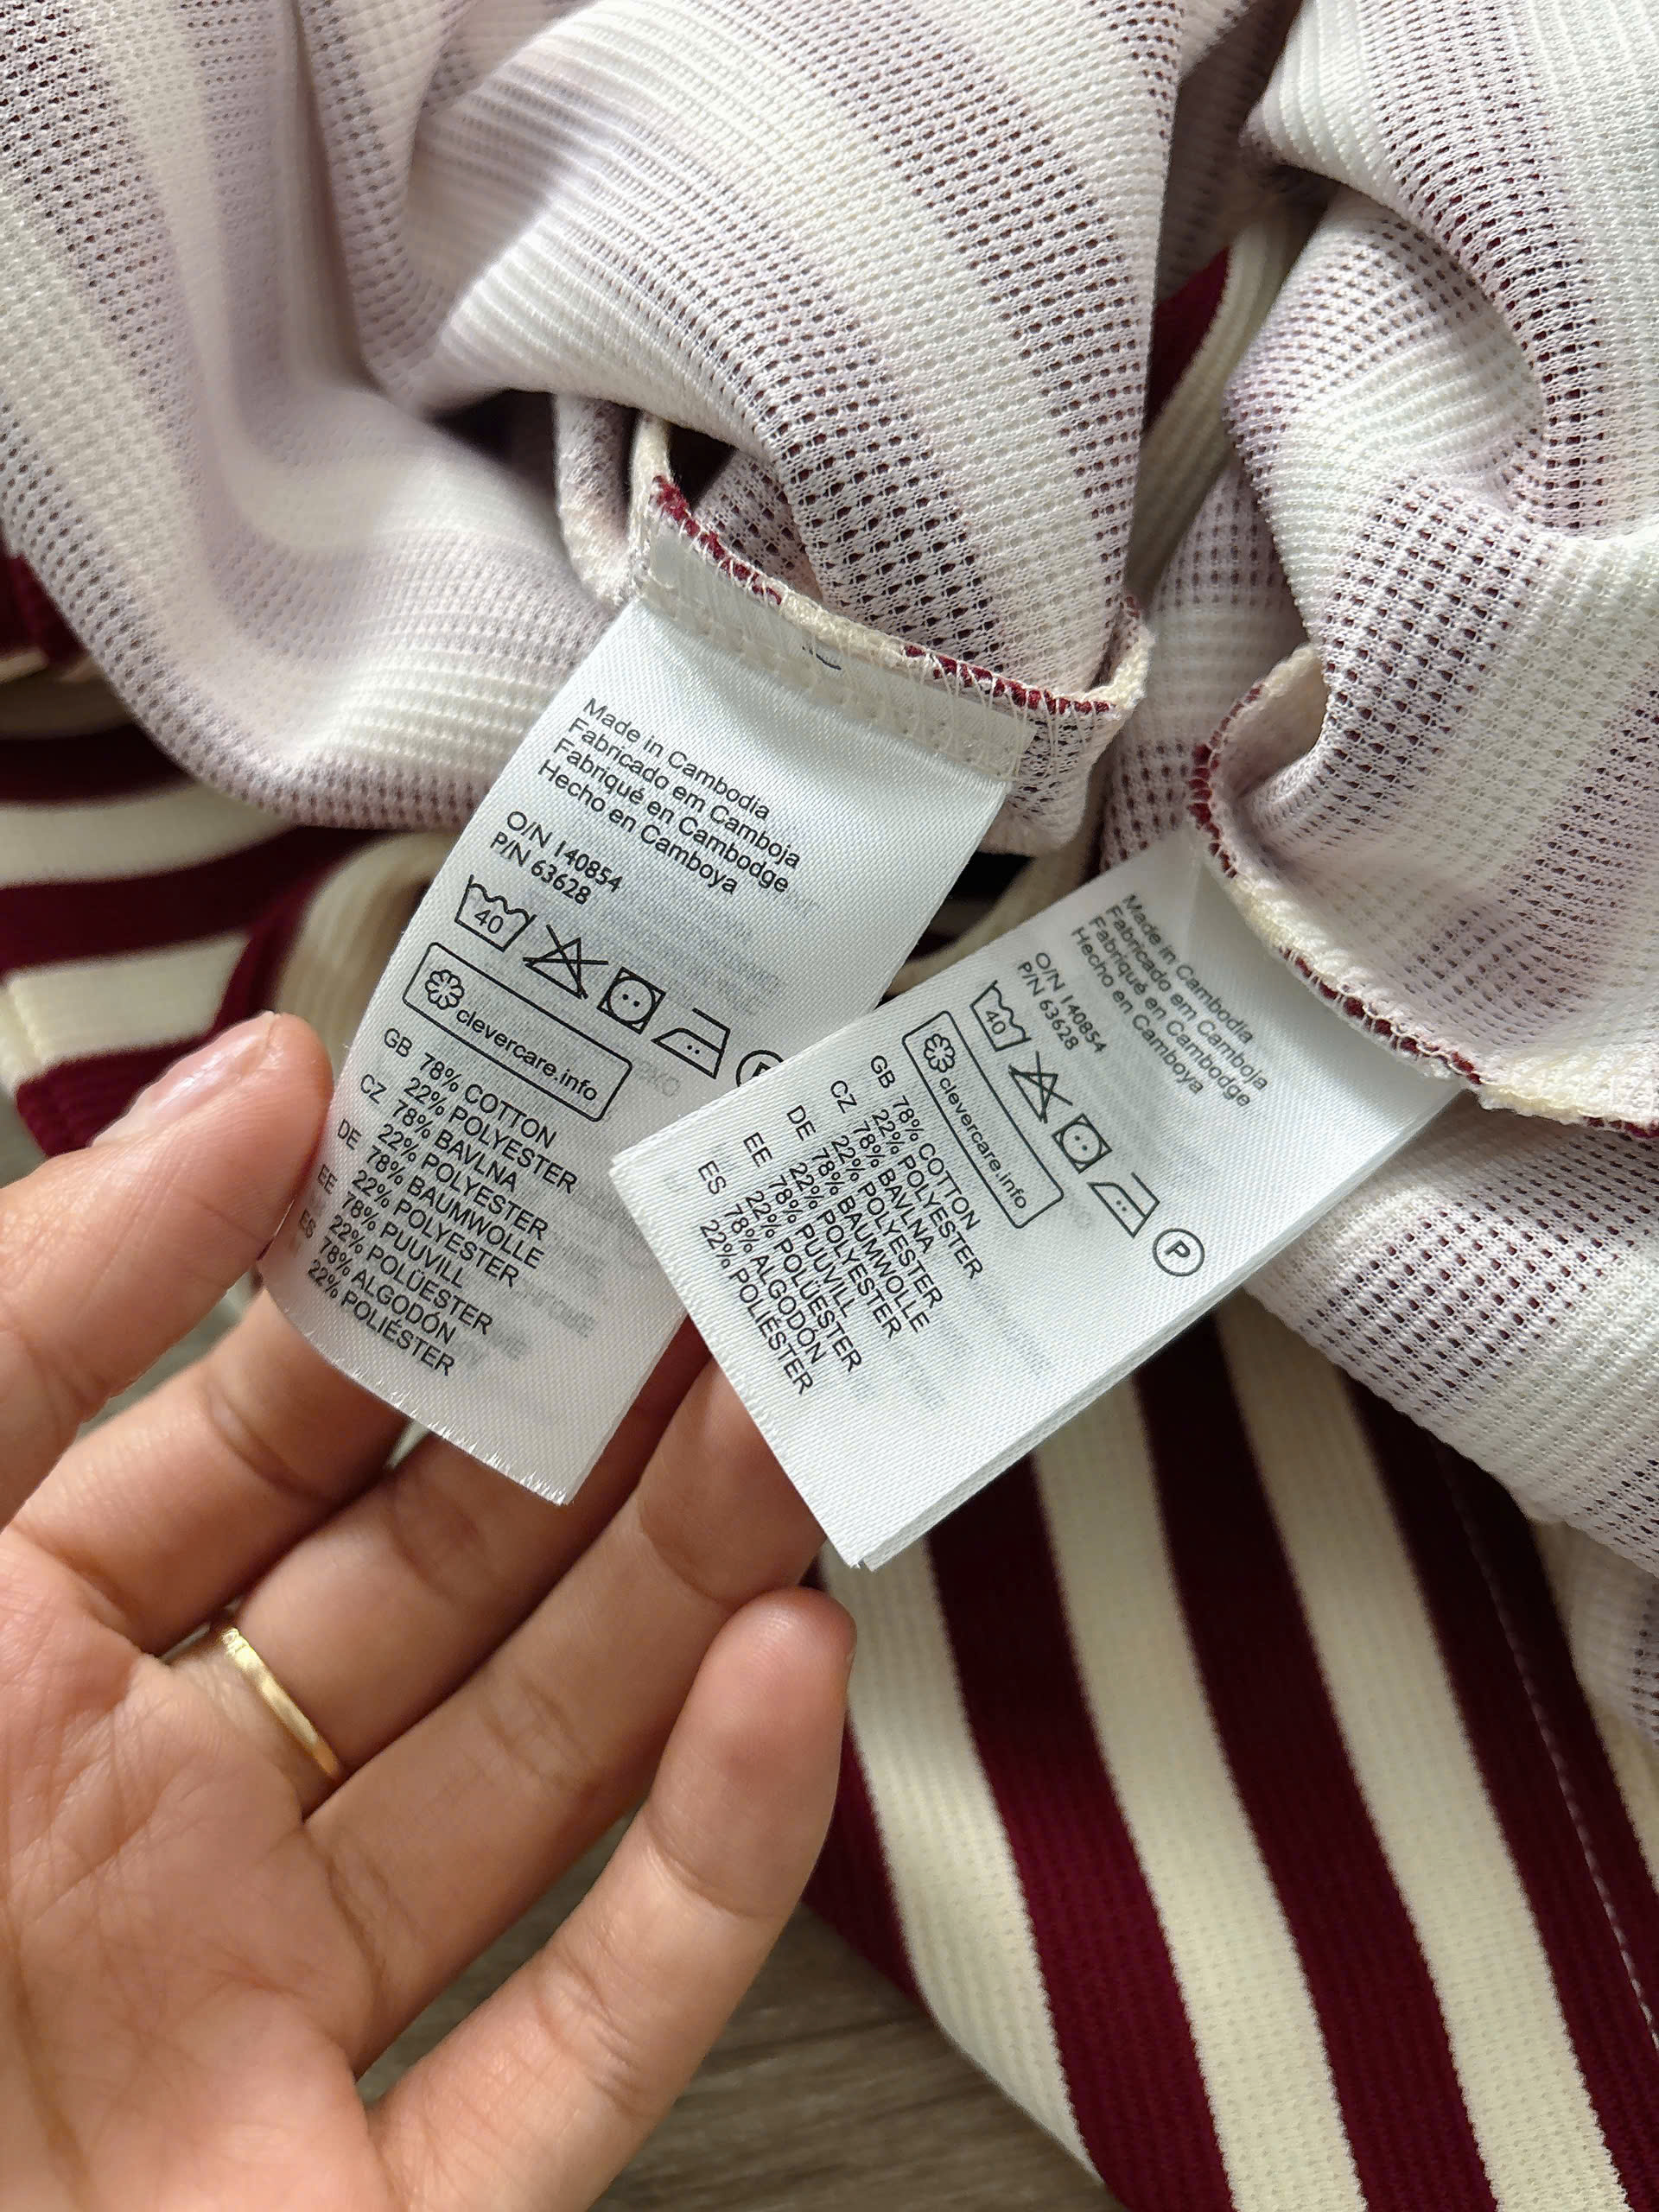 Made in Cambodia
Fabricado em Camboja
Fabriqué en Cambodge
Hecho en Camboya
O/N 140854
P/N 63628
40
clevercare.info
GB 78% COTTON
22% POLYESTER
CZ 78% BAVLNA
22% POLYESTER
DE 78% BAUMWOLLE
22% POLYESTER
EE 78% PUUVILL
22% POLÜESTER
ES 78% ALGODÓN
22% POLIÉSTER
Made in Cambodia
Fabricado em Camboja
Fabriqué en Cambodge
Hecho en Camboya
O/N 140854
P/N 63628
40
P
clevercare.info
GB 78% COTTON
22% POLYESTER
CZ 78% BAVLNA
22% POLYESTER
DE 78% BAUMWOLLE
22% POLYESTER
EE 78% PUUVILL
22% POLÜESTER
ES 78% ALGODÓN
22% POLIÉSTER